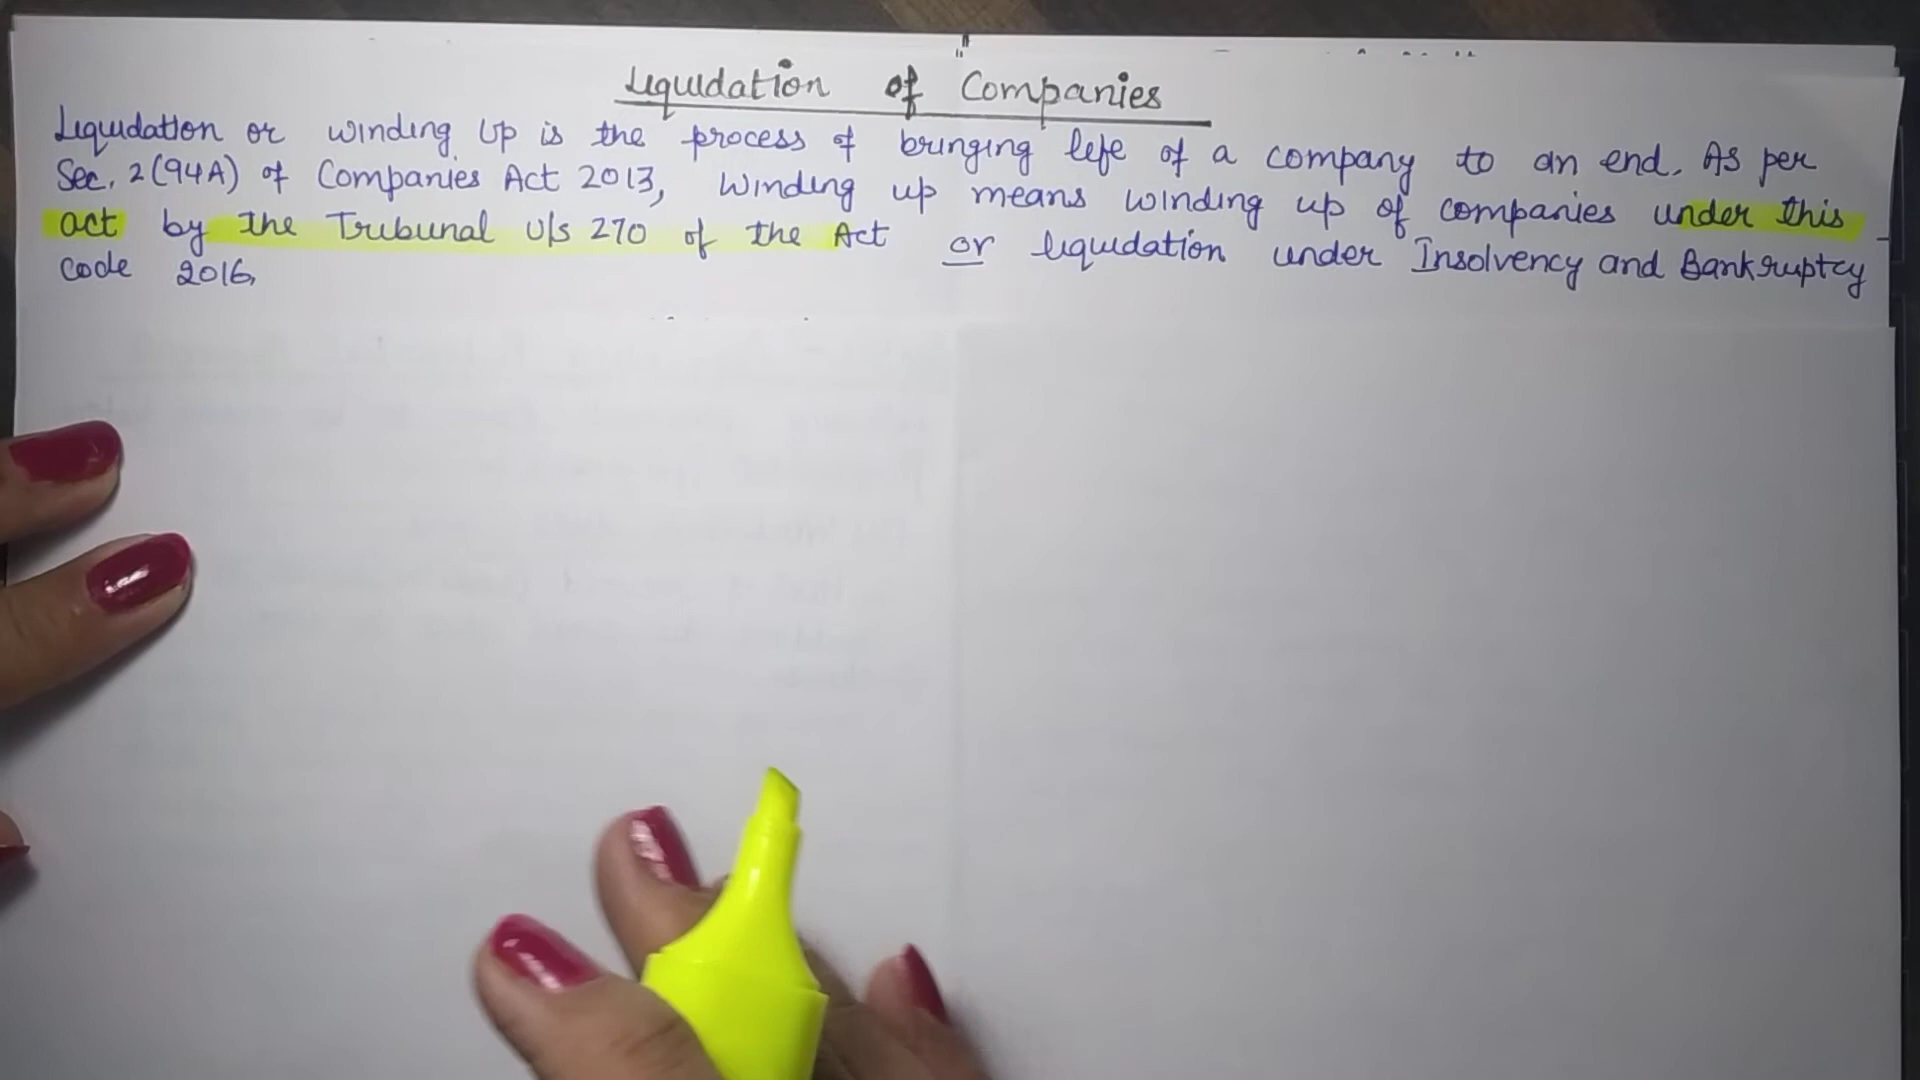 Liquidation of Companies
Liquidation or winding up is the process of bringing life of a company to an end. As per
Sec. 2(94A) of Companies Act 2013, Winding up means winding up of companies under this
act by the Tribunal u/s 270 of the Act or liquidation under Insolvency and Bankruptcy
Code 2016,